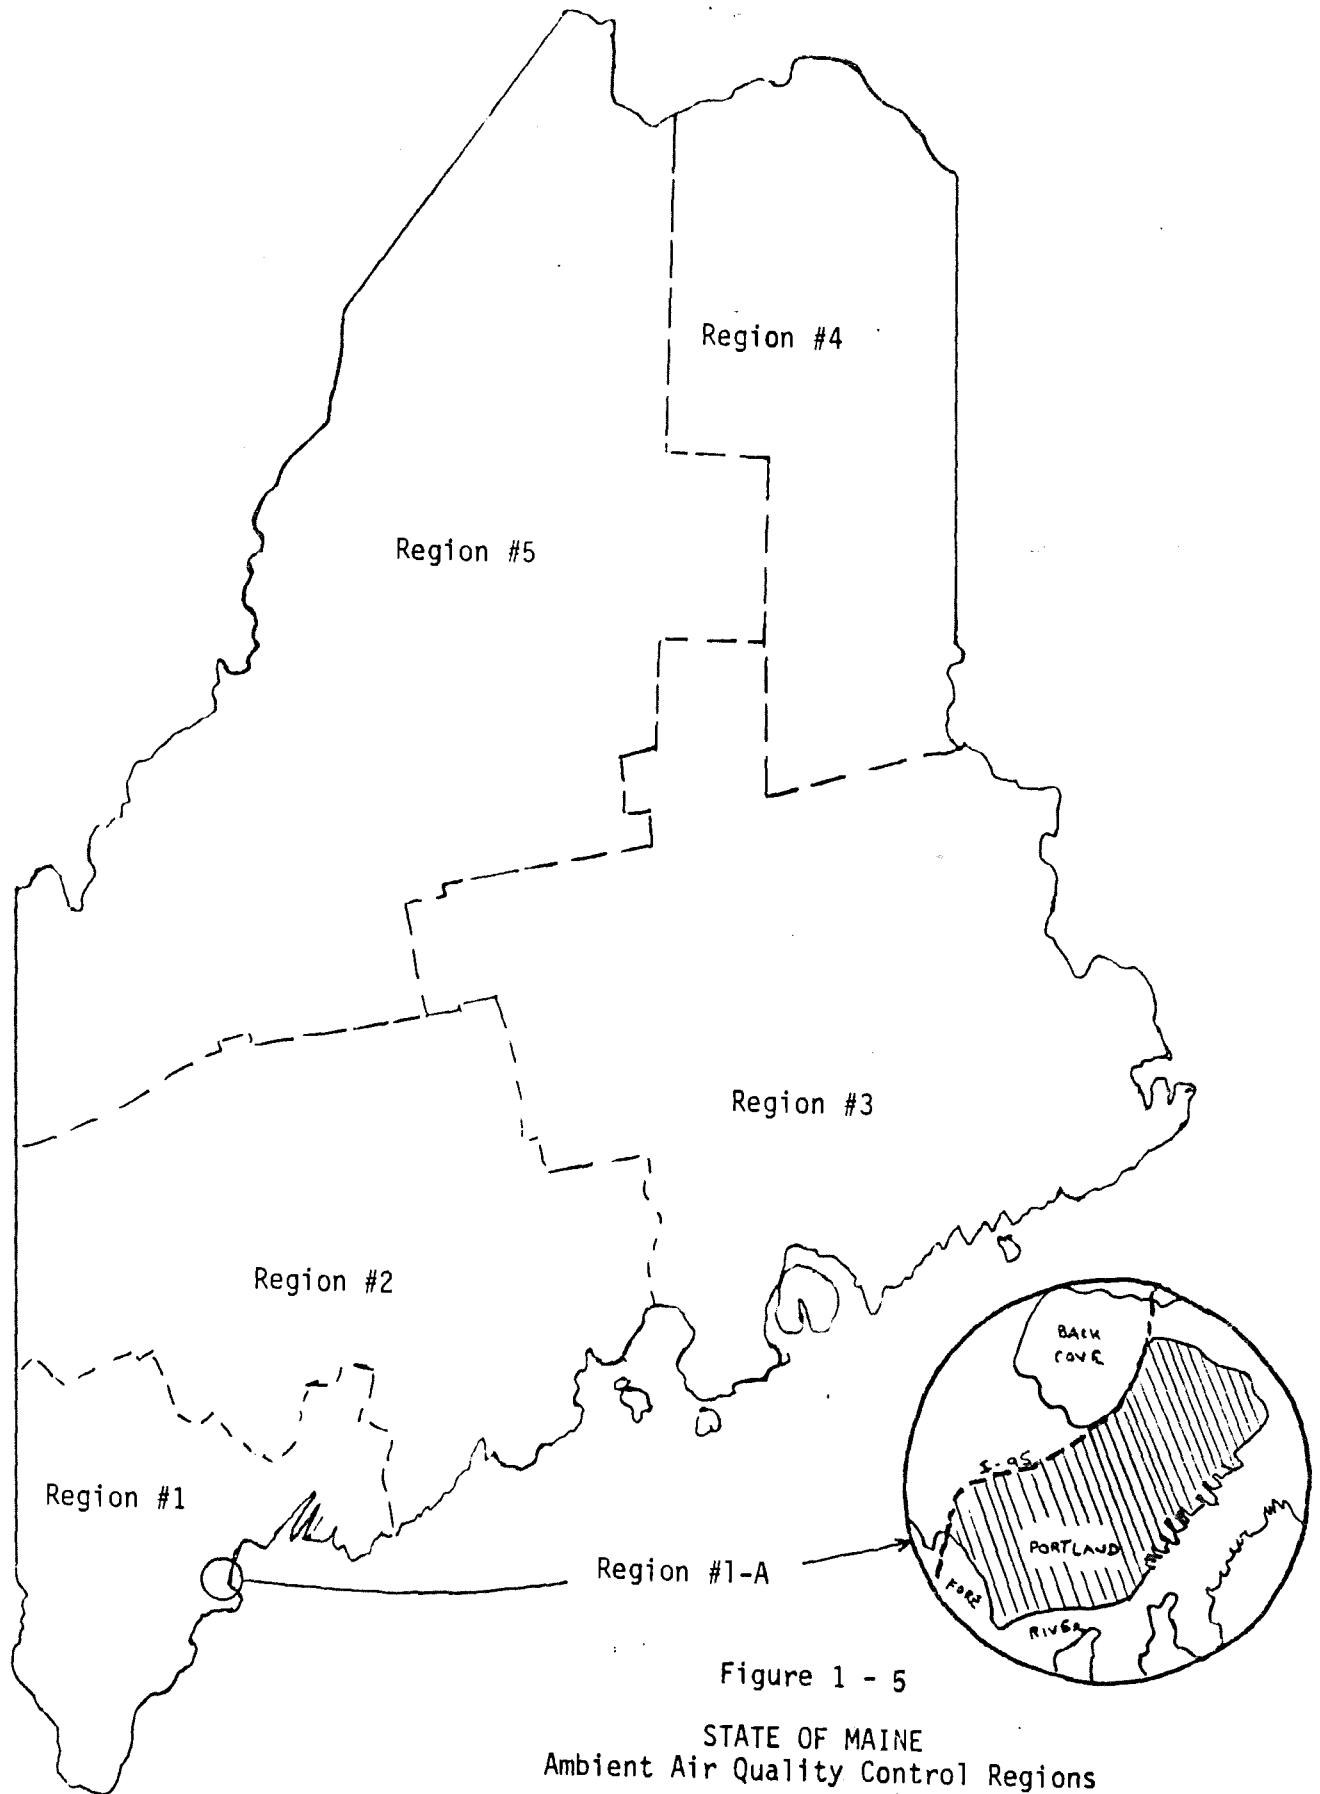 Region #4
Region #5
Region #3
Region #2
BACK
COVE
I-95
Region #1
PORTLAND
Region #1-A
FORE
RIVER
Figure 1 - 5
STATE OF MAINE
Ambient Air Quality Control Regions